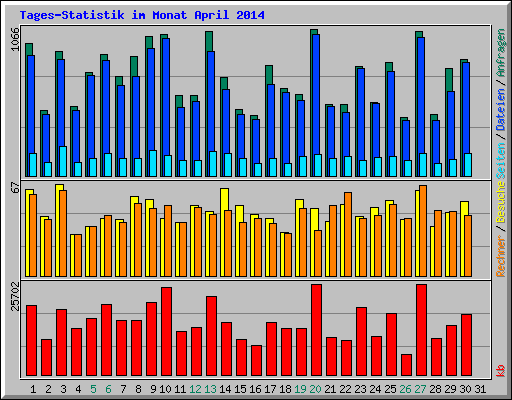 Tages-Statistik im Monat April 2014
1066
67
25702
Rechner / Besuche Seiten / Dateien / Anfragen
kb
1 2 3 4 5 6 7 8 9 10 11 12 13 14 15 16 17 18 19 20 21 22 23 24 25 26 27 28 29 30 31